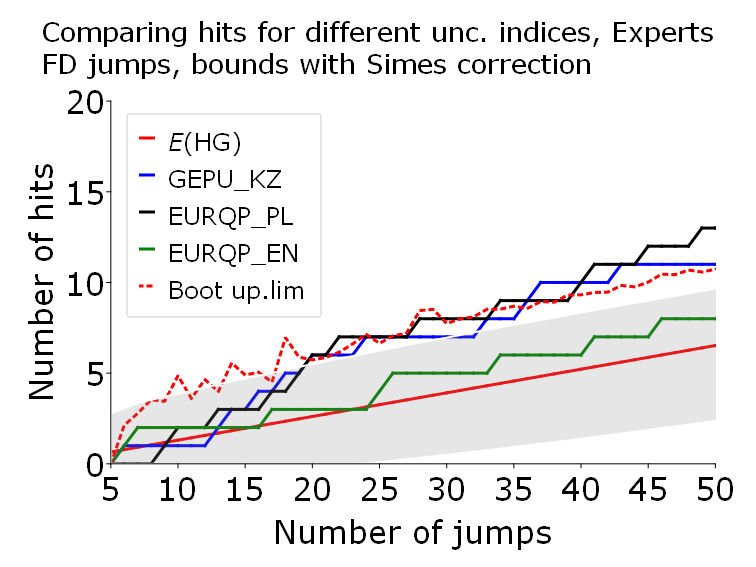 Comparing hits for different unc. indices, Experts
FD jumps, bounds with Simes correction
Number of hits
20
15
10
5
0
E(HG)
GEPU_KZ
EURQP_PL
EURQP_EN
Boot up.lim
5 10 15 20 25 30 35 40 45 50
Number of jumps